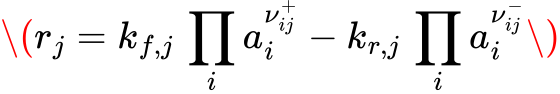 \(r_j = k_{f,j} \prod_i a_i^{\nu_{ij}^+} - k_{r,j} \prod_i a_i^{\nu_{ij}^-}\)